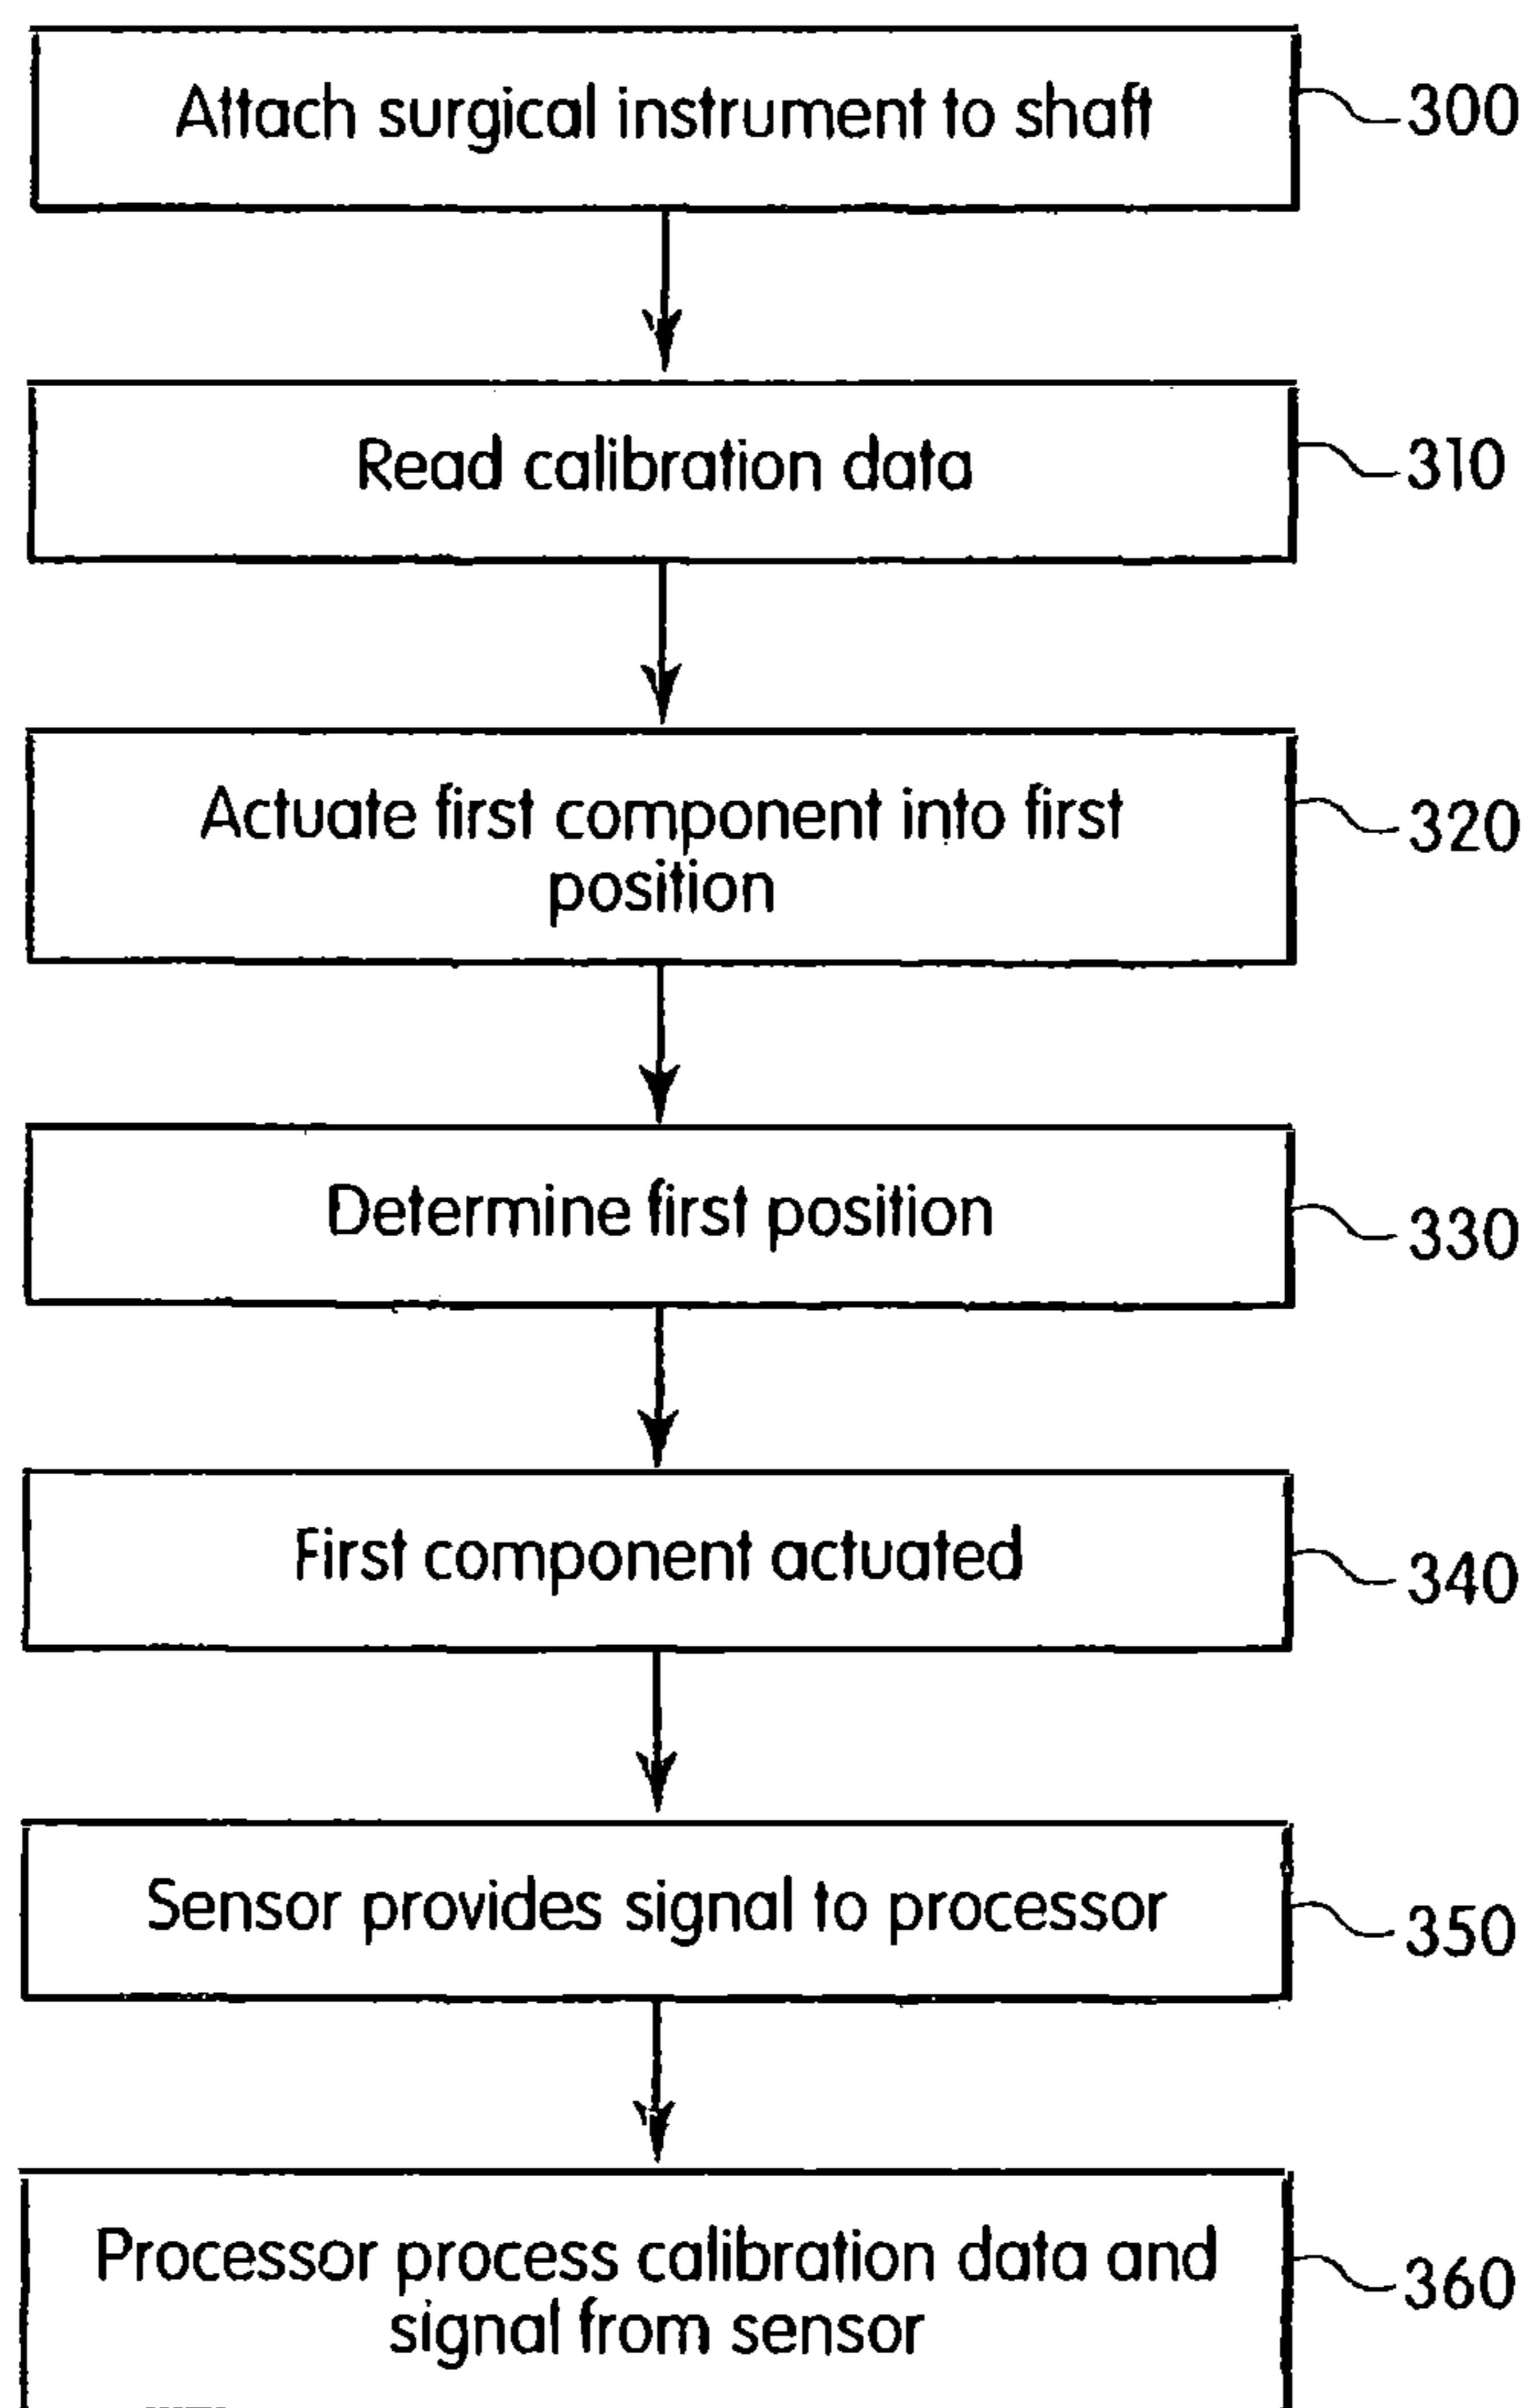 Attach surgical instrument to shaft
300
Read calibration data
310
Actuate first component into first
position
320
Determine first position
330
First component actuated
340
Sensor provides signal to processor
350
Processor process calibration data and
signal from sensor
360